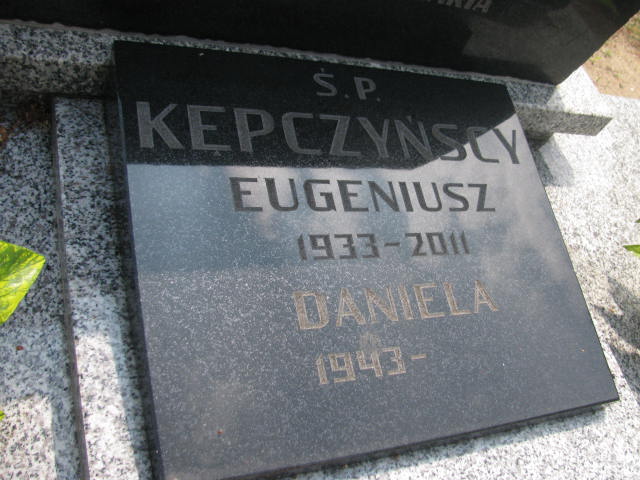 Ś.P.
KĘPCZYŃSCY
EUGENIUSZ
1933-2011
DANIELA
1943-